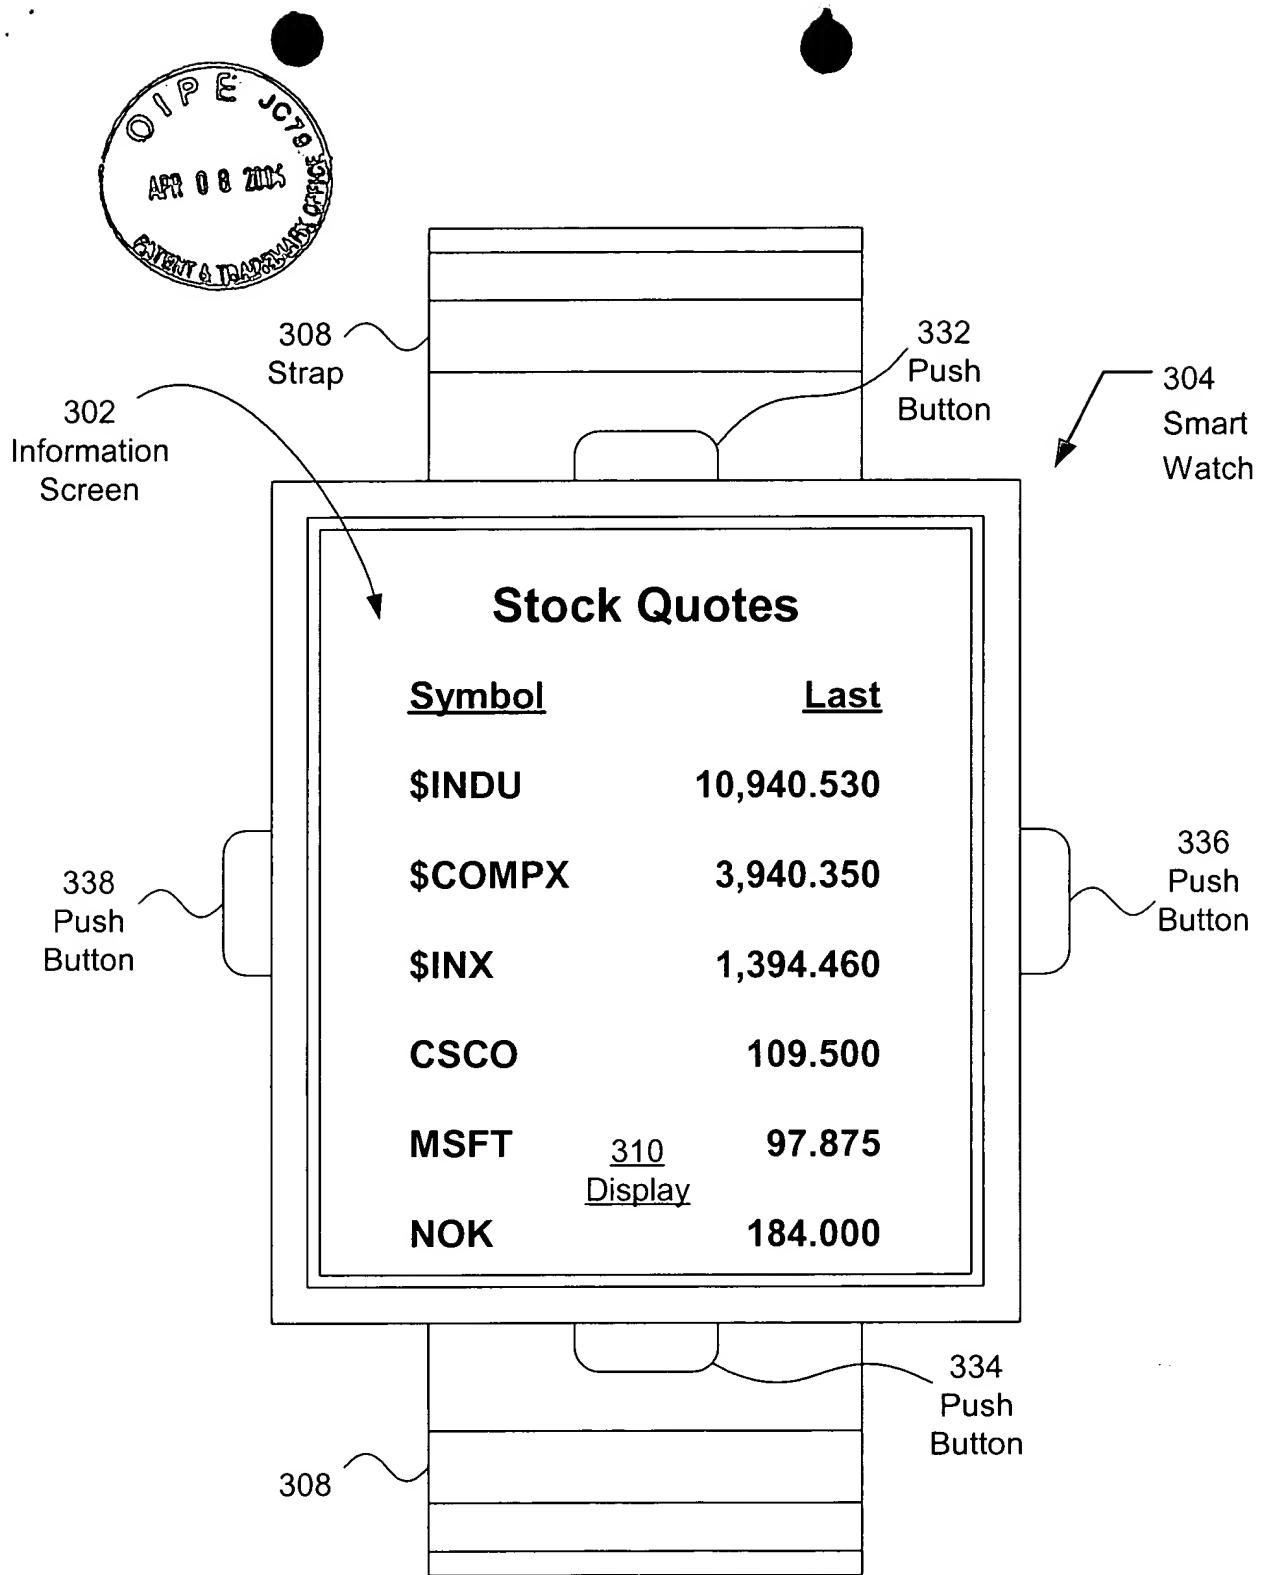 OIPE JC79
APR 08 2005
PATENT & TRADEMARK OFFICE
308
Strap
332
Push
Button
304
Smart
Watch
302
Information
Screen
Stock Quotes
Symbol Last
$INDU 10,940.530
$COMPX 3,940.350
$INX 1,394.460
CSCO 109.500
MSFT 97.875
310
Display
NOK 184.000
338
Push
Button
336
Push
Button
334
Push
Button
308